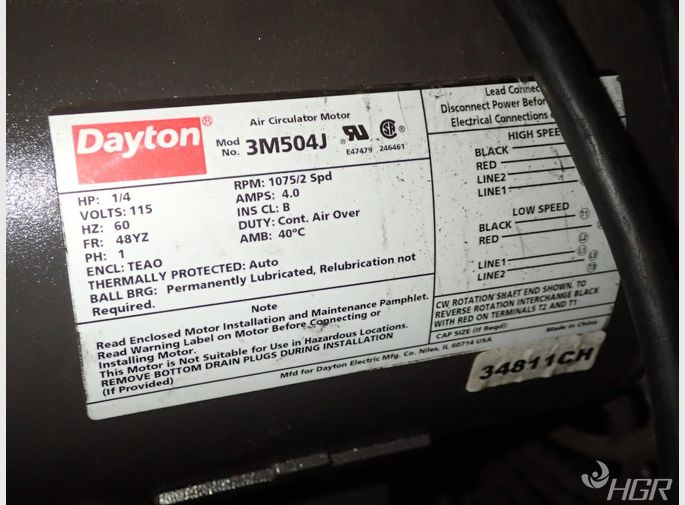 Dayton®
Air Circulator Motor
Mod No. 3M504J
E47479 246461
HP: 1/4
VOLTS: 115
HZ: 60
FR: 48YZ
PH: 1
ENCL: TEAO
RPM: 1075/2 Spd
AMPS: 4.0
INS CL: B
DUTY: Cont. Air Over
AMB: 40°C
THERMALLY PROTECTED: Auto
BALL BRG: Permanently Lubricated, Relubrication not
Required.
Note
Read Enclosed Motor Installation and Maintenance Pamphlet.
Read Warning Label on Motor Before Connecting or
Installing Motor.
This Motor is Not Suitable for Use in Hazardous Locations.
REMOVE BOTTOM DRAIN PLUGS DURING INSTALLATION
(If Provided)
Mfd for Dayton Electric Mfg. Co. Niles, IL 60714 USA
Lead Connec
Disconnect Power Before
Electrical Connections
HIGH SPEE
BLACK
RED
LINE2
LINE1
LOW SPEED
BLACK T1
RED
LINE1
LINE2
CW ROTATION SHAFT END SHOWN. TO
REVERSE ROTATION INTERCHANGE BLACK
WITH RED ON TERMINALS T2 AND T1
CAP SIZE (If Reqd):
Made in China
34811CH
HGR